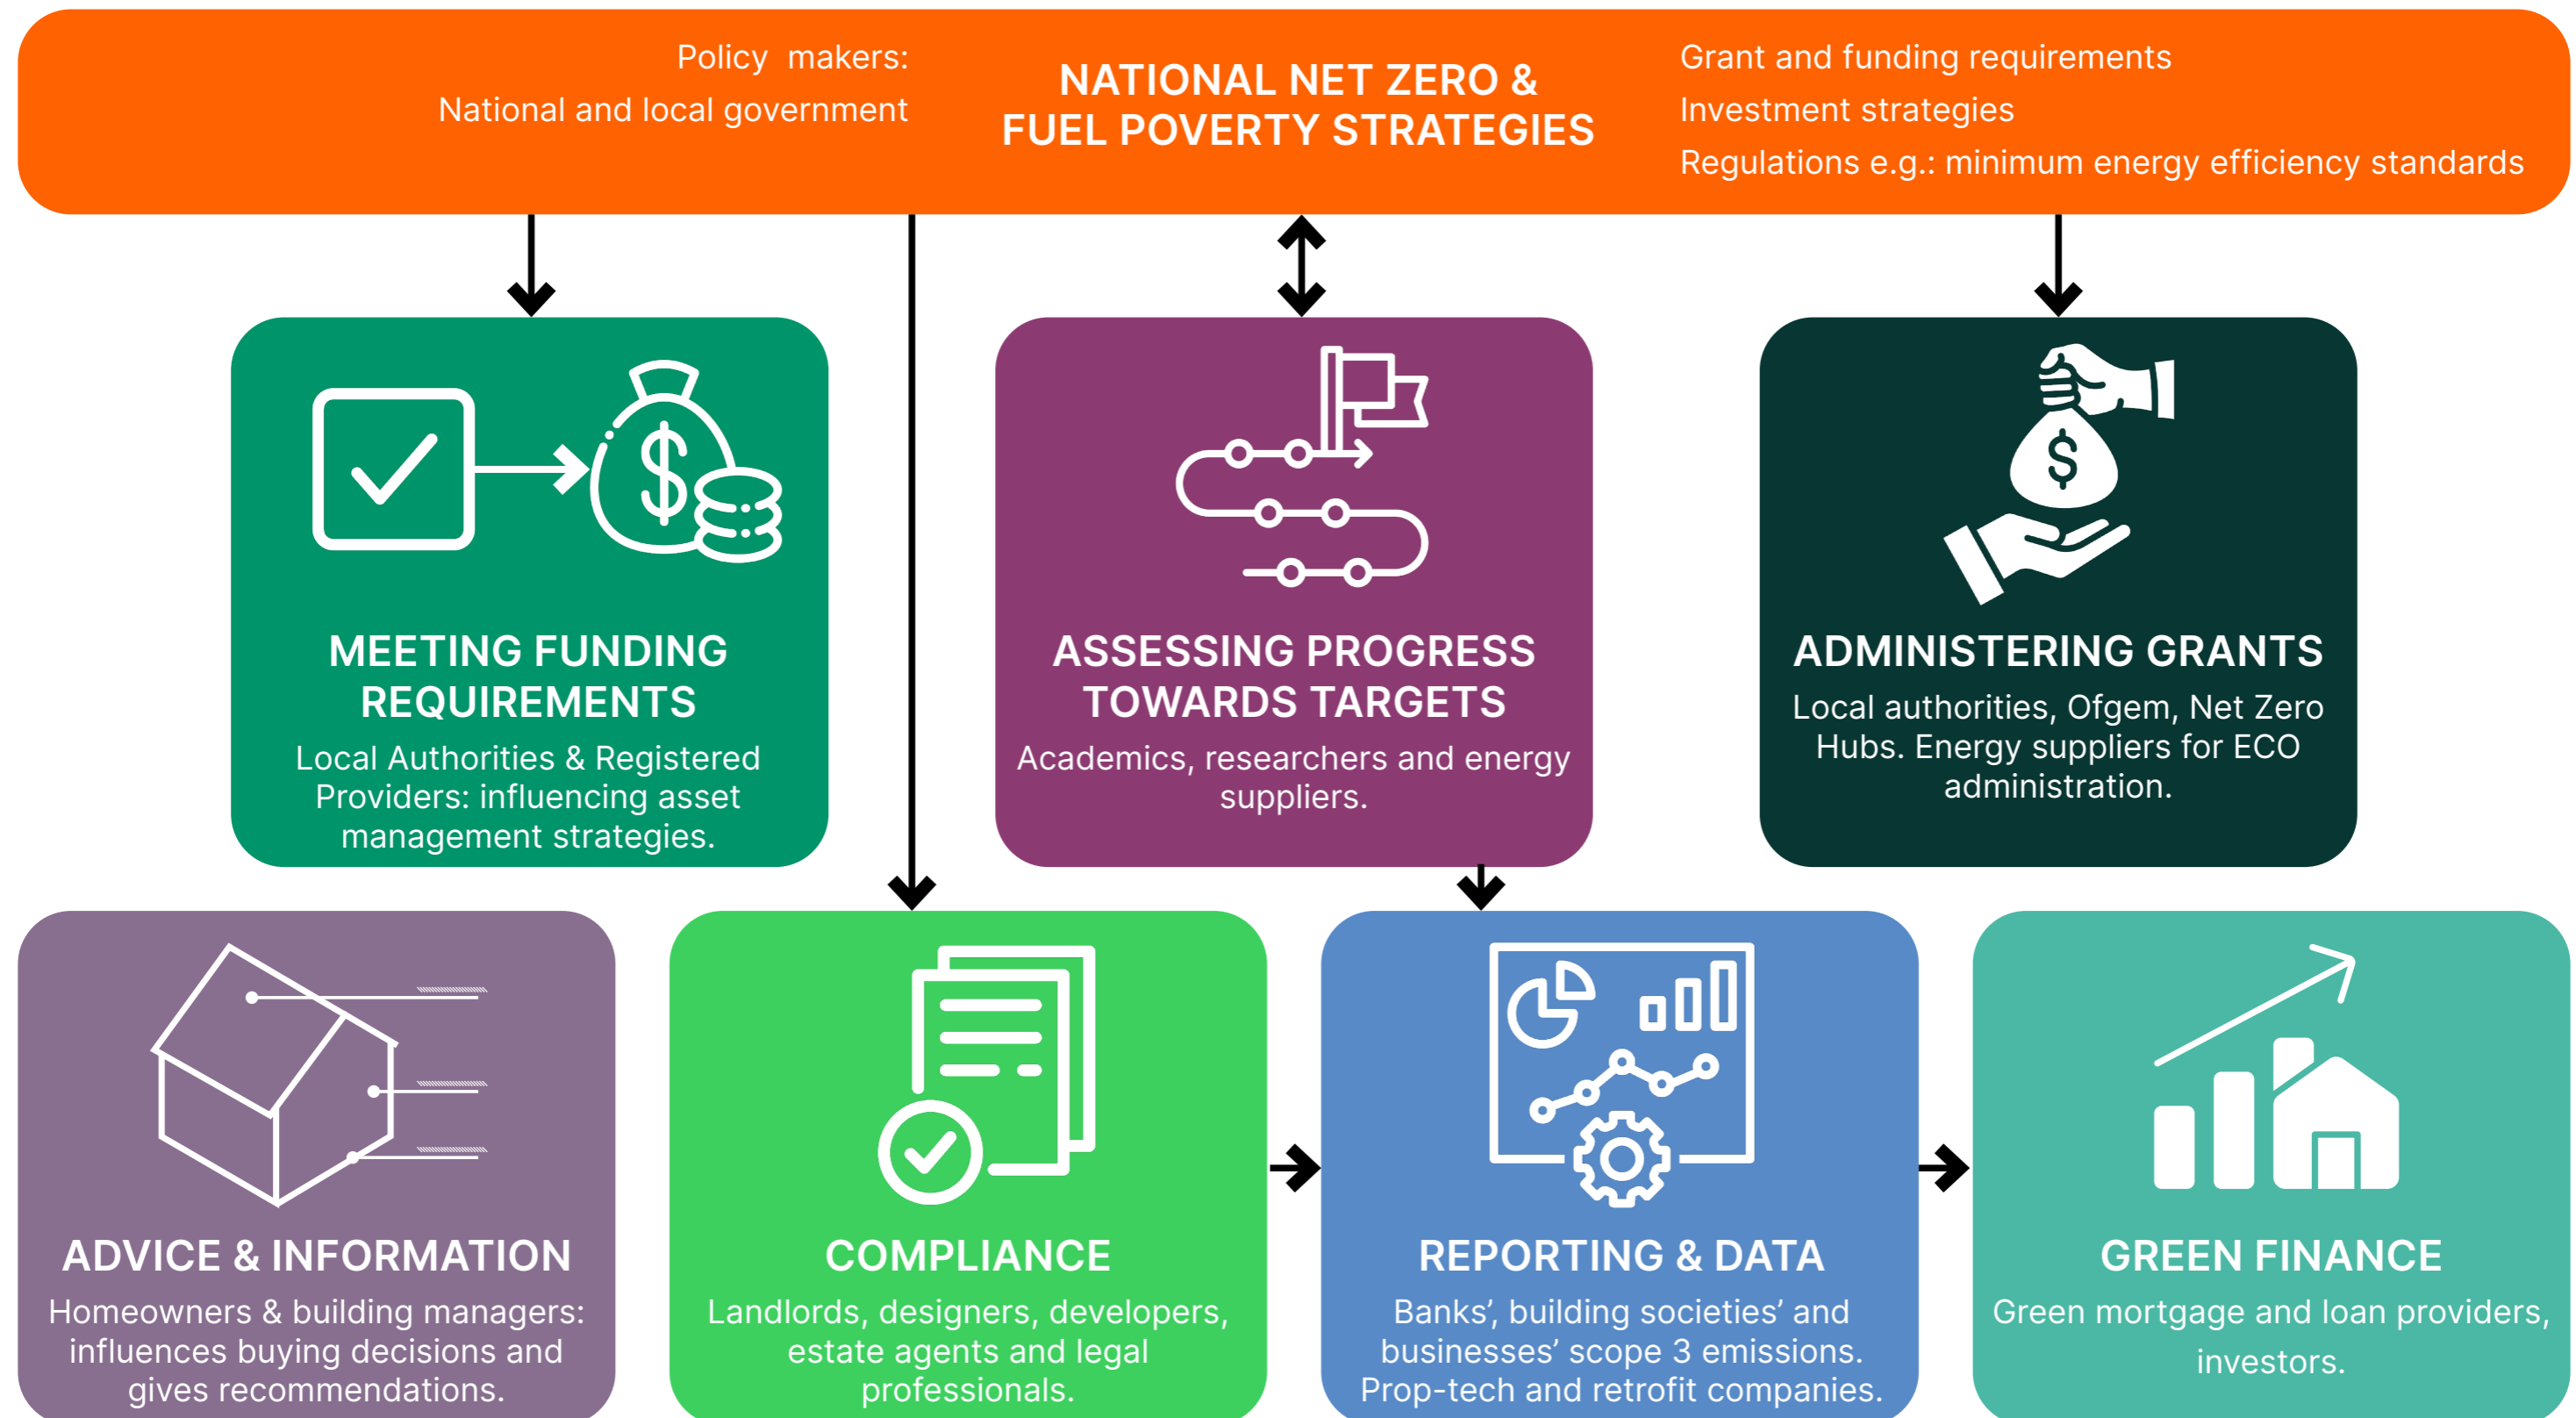 Policy makers:
National and local government
NATIONAL NET ZERO &
FUEL POVERTY STRATEGIES
Grant and funding requirements
Investment strategies
Regulations e.g.: minimum energy efficiency standards
MEETING FUNDING
REQUIREMENTS
Local Authorities & Registered
Providers: influencing asset
management strategies.
ASSESSING PROGRESS
TOWARDS TARGETS
Academics, researchers and energy
suppliers.
ADMINISTERING GRANTS
Local authorities, Ofgem, Net Zero
Hubs. Energy suppliers for ECO
administration.
ADVICE & INFORMATION
Homeowners & building managers:
influences buying decisions and
gives recommendations.
COMPLIANCE
Landlords, designers, developers,
estate agents and legal
professionals.
REPORTING & DATA
Banks’, building societies’ and
businesses’ scope 3 emissions.
Prop-tech and retrofit companies.
GREEN FINANCE
Green mortgage and loan providers,
investors.